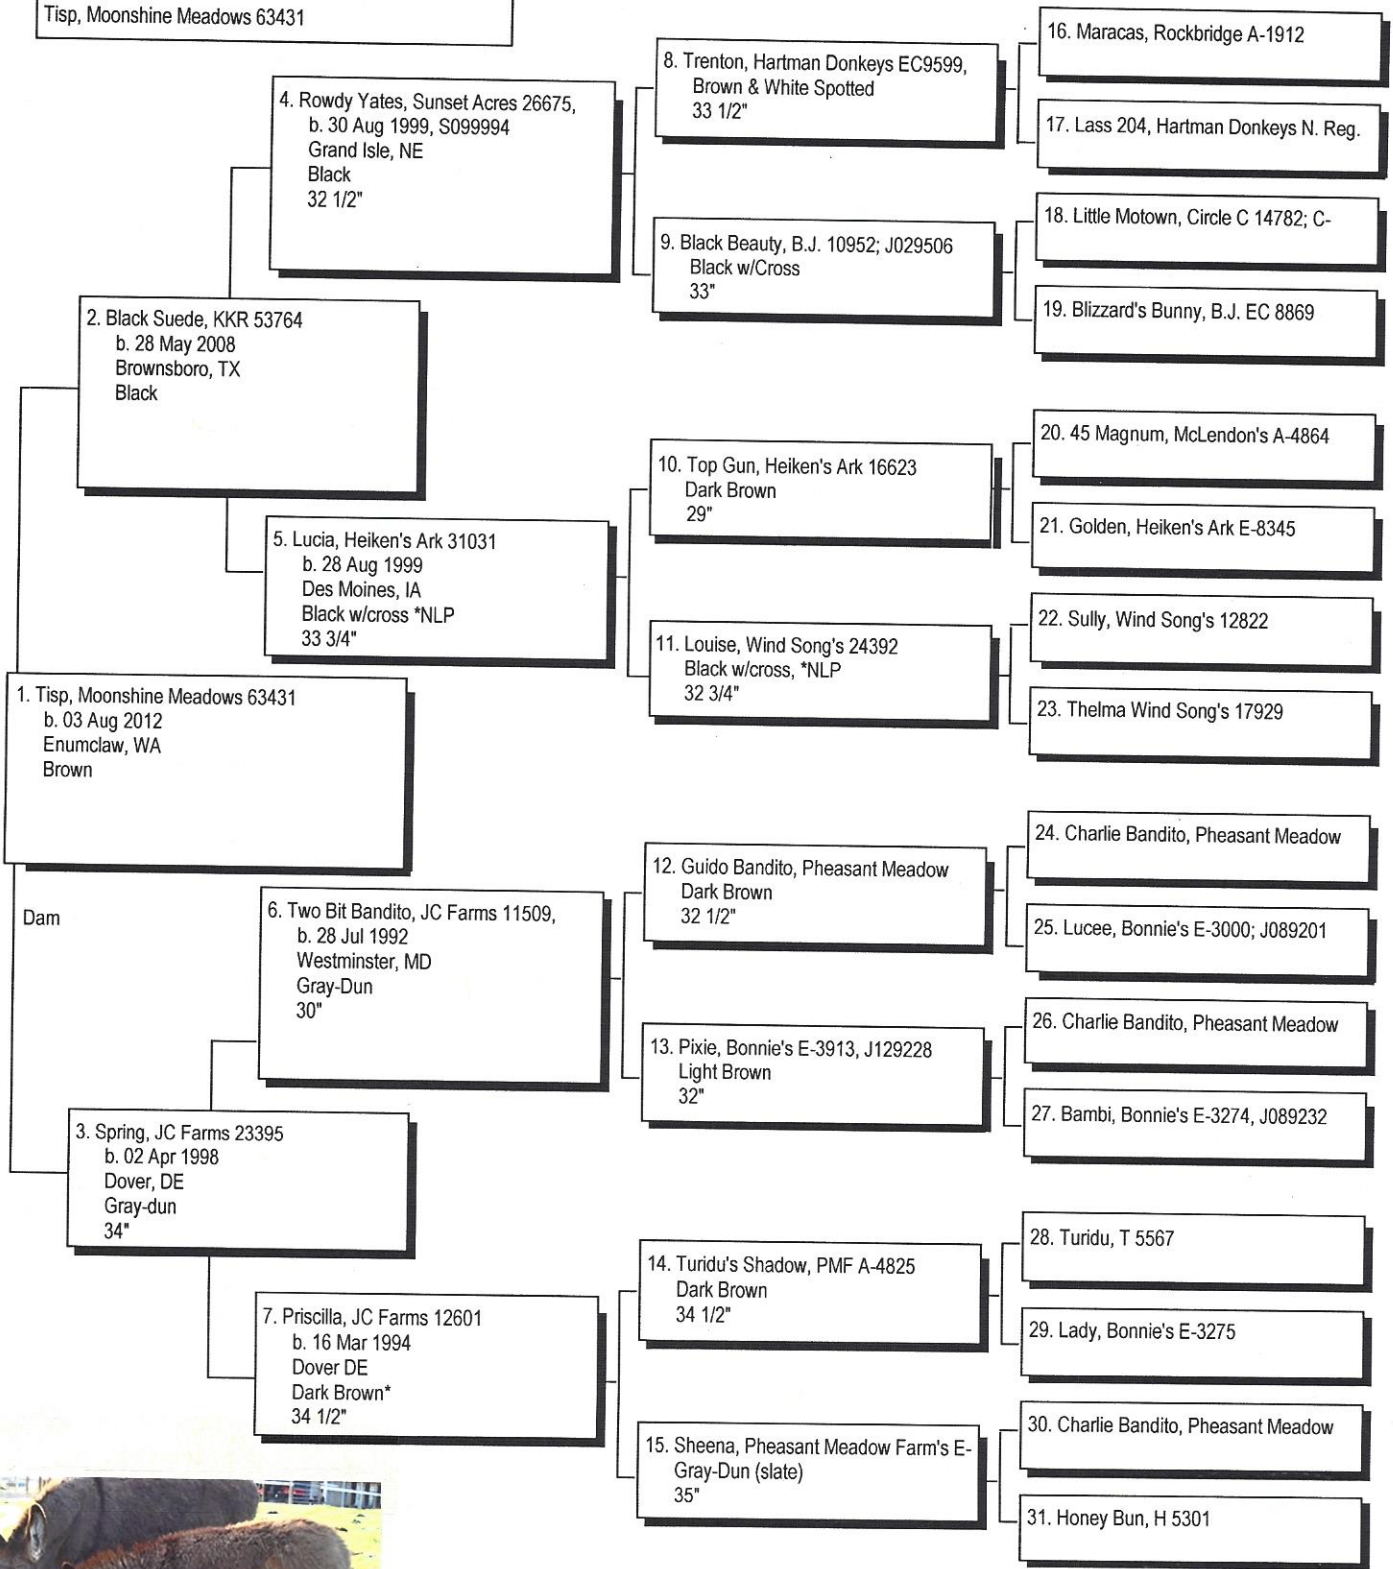 Tisp, Moonshine Meadows 63431
1. Tisp, Moonshine Meadows 63431
b. 03 Aug 2012
Enumclaw, WA
Brown
Dam
2. Black Suede, KKR 53764
b. 28 May 2008
Brownsboro, TX
Black
3. Spring, JC Farms 23395
b. 02 Apr 1998
Dover, DE
Gray-dun
34"
4. Rowdy Yates, Sunset Acres 26675,
b. 30 Aug 1999, S099994
Grand Isle, NE
Black
32 1/2"
5. Lucia, Heiken's Ark 31031
b. 28 Aug 1999
Des Moines, IA
Black w/cross *NLP
33 3/4"
6. Two Bit Bandito, JC Farms 11509,
b. 28 Jul 1992
Westminster, MD
Gray-Dun
30"
7. Priscilla, JC Farms 12601
b. 16 Mar 1994
Dover DE
Dark Brown*
34 1/2"
8. Trenton, Hartman Donkeys EC9599,
Brown & White Spotted
33 1/2"
9. Black Beauty, B.J. 10952; J029506
Black w/Cross
33"
10. Top Gun, Heiken's Ark 16623
Dark Brown
29"
11. Louise, Wind Song's 24392
Black w/cross, *NLP
32 3/4"
12. Guido Bandito, Pheasant Meadow
Dark Brown
32 1/2"
13. Pixie, Bonnie's E-3913, J129228
Light Brown
32"
14. Turidu's Shadow, PMF A-4825
Dark Brown
34 1/2"
15. Sheena, Pheasant Meadow Farm's E-
Gray-Dun (slate)
35"
16. Maracas, Rockbridge A-1912
17. Lass 204, Hartman Donkeys N. Reg.
18. Little Motown, Circle C 14782; C-
19. Blizzard's Bunny, B.J. EC 8869
20. 45 Magnum, McLendon's A-4864
21. Golden, Heiken's Ark E-8345
22. Sully, Wind Song's 12822
23. Thelma Wind Song's 17929
24. Charlie Bandito, Pheasant Meadow
25. Lucee, Bonnie's E-3000; J089201
26. Charlie Bandito, Pheasant Meadow
27. Bambi, Bonnie's E-3274, J089232
28. Turidu, T 5567
29. Lady, Bonnie's E-3275
30. Charlie Bandito, Pheasant Meadow
31. Honey Bun, H 5301